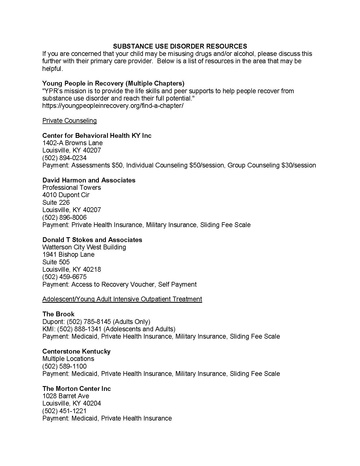 SUBSTANCE USE DISORDER RESOURCES
If you are concerned that your child may be misusing drugs and/or alcohol, please discuss this
further with their primary care provider.  Below is a list of resources in the area that may be
helpful.
Young People in Recovery (Multiple Chapters)
"YPR's mission is to provide the life skills and peer supports to help people recover from
substance use disorder and reach their full potential."
https://youngpeopleinrecovery.org/find-a-chapter/
Private Counseling
Center for Behavioral Health KY Inc
1402-A Browns Lane
Louisville, KY 40207
(502) 894-0234
Payment: Assessments $50, Individual Counseling $50/session, Group Counseling $30/session
David Harmon and Associates
Professional Towers
4010 Dupont Cir
Suite 226
Louisville, KY 40207
(502) 896-8006
Payment: Private Health Insurance, Military Insurance, Sliding Fee Scale
Donald T Stokes and Associates
Watterson City West Building
1941 Bishop Lane
Suite 505
Louisville, KY 40218
(502) 459-6675
Payment: Access to Recovery Voucher, Self Payment
Adolescent/Young Adult Intensive Outpatient Treatment
The Brook
Dupont: (502) 785-8145 (Adults Only)
KMI: (502) 888-1341 (Adolescents and Adults)
Payment: Medicaid, Private Health Insurance, Military Insurance, Sliding Fee Scale
Centerstone Kentucky
Multiple Locations
(502) 589-1100
Payment: Medicaid, Private Health Insurance, Military Insurance, Sliding Fee Scale
The Morton Center Inc
1028 Barret Ave
Louisville, KY 40204
(502) 451-1221
Payment: Medicaid, Private Health Insurance